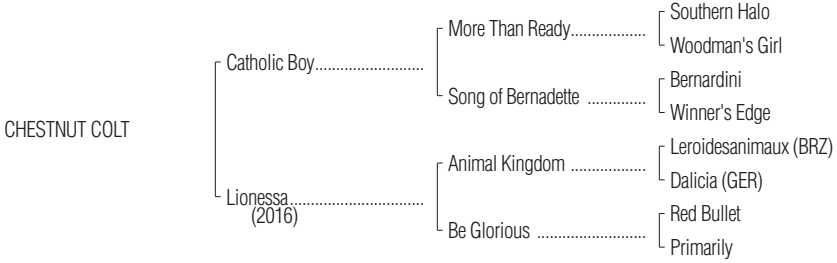 Southern Halo
More Than Ready..................
Woodman's Girl
Catholic Boy..........................
Bernardini
Song of Bernadette ..............
Winner's Edge
CHESTNUT COLT
Leroidesanimaux (BRZ)
Animal Kingdom ..................
Dalicia (GER)
Lionessa................................
(2016)
Red Bullet
Be Glorious ..........................
Primarily